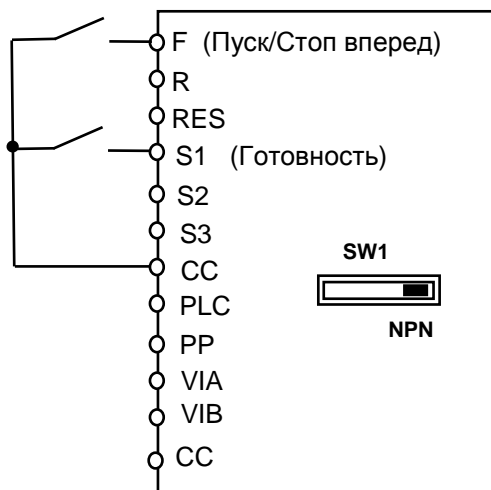 F (Пуск/Стоп вперед)
R
RES
S1 (Готовность)
S2
S3
SW1
CC
PLC
NPN
PP
VIA
VIB
CC